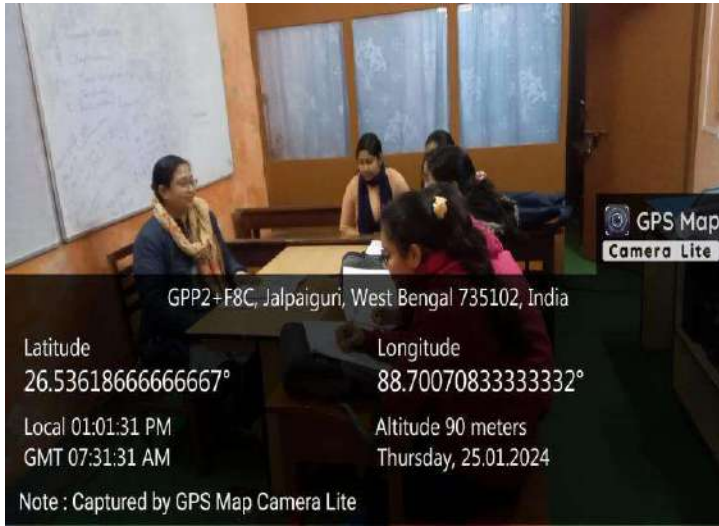 GPS Map
Camera Lite
GPP2+F8C, Jalpaiguri, West Bengal 735102, India
Latitude
26.53618666666667°
Longitude
88.70070833333332°
Local 01:01:31 PM
GMT 07:31:31 AM
Altitude 90 meters
Thursday, 25.01.2024
Note : Captured by GPS Map Camera Lite